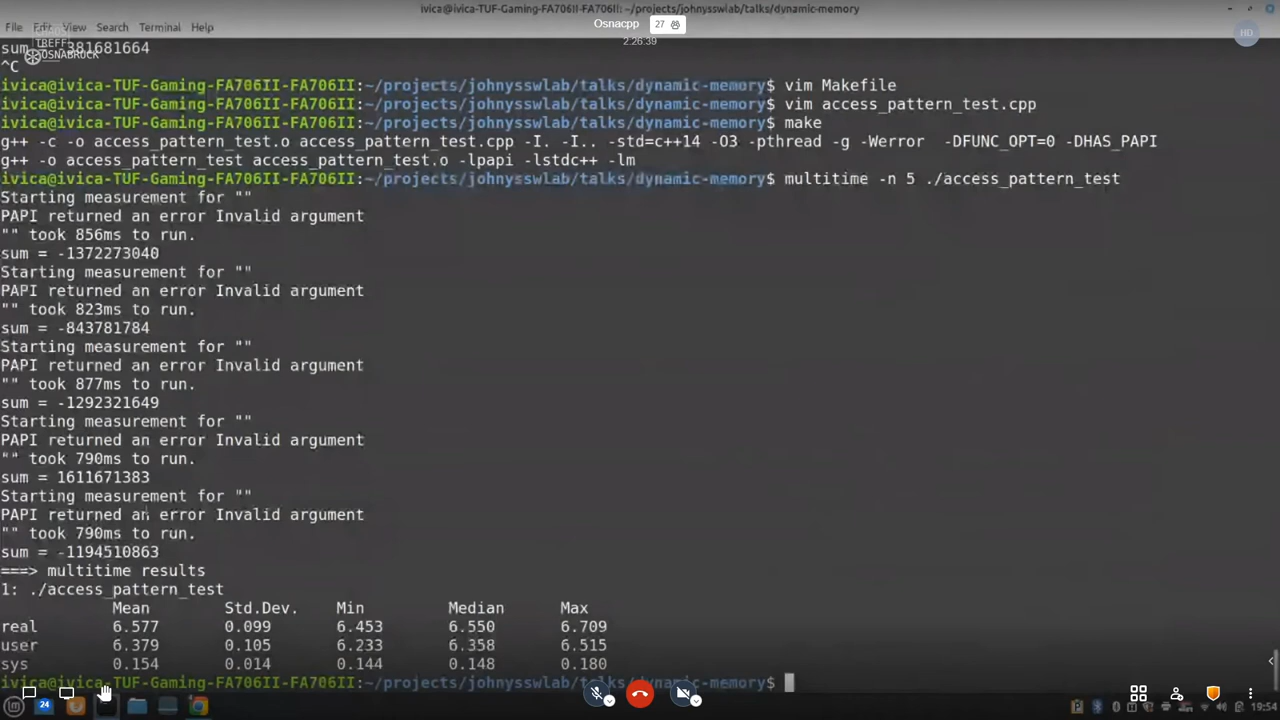 ivica@ivica-TUF-Gaming-FA706II-FA706II: ~/projects/johnysswlab/talks/dynamic-memory
File Edit View Search Terminal Help
Osnacpp 27
2:26:39
HD
TREFF
OSNABRÜCK
sum = -381681664
^C
ivica@ivica-TUF-Gaming-FA706II-FA706II:~/projects/johnysswlab/talks/dynamic-memory$ vim Makefile
ivica@ivica-TUF-Gaming-FA706II-FA706II:~/projects/johnysswlab/talks/dynamic-memory$ vim access_pattern_test.cpp
ivica@ivica-TUF-Gaming-FA706II-FA706II:~/projects/johnysswlab/talks/dynamic-memory$ make
g++ -c -o access_pattern_test.o access_pattern_test.cpp -I. -I.. -std=c++14 -O3 -pthread -g -Werror -DFUNC_OPT=0 -DHAS_PAPI
g++ -o access_pattern_test access_pattern_test.o -lpapi -lstdc++ -lm
ivica@ivica-TUF-Gaming-FA706II-FA706II:~/projects/johnysswlab/talks/dynamic-memory$ multitime -n 5 ./access_pattern_test
Starting measurement for ""
PAPI returned an error Invalid argument
"" took 856ms to run.
sum = -1372273040
Starting measurement for ""
PAPI returned an error Invalid argument
"" took 823ms to run.
sum = -843781784
Starting measurement for ""
PAPI returned an error Invalid argument
"" took 877ms to run.
sum = -1292321649
Starting measurement for ""
PAPI returned an error Invalid argument
"" took 790ms to run.
sum = 1611671383
Starting measurement for ""
PAPI returned an error Invalid argument
"" took 790ms to run.
sum = -1194510863
===> multitime results
1: ./access_pattern_test
Mean Std.Dev. Min Median Max
real 6.577 0.099 6.453 6.550 6.709
user 6.379 0.105 6.233 6.358 6.515
sys 0.154 0.014 0.144 0.148 0.180
ivica@ivica-TUF-Gaming-FA706II-FA706II:~/projects/johnysswlab/talks/dynamic-memory$
24
19:54